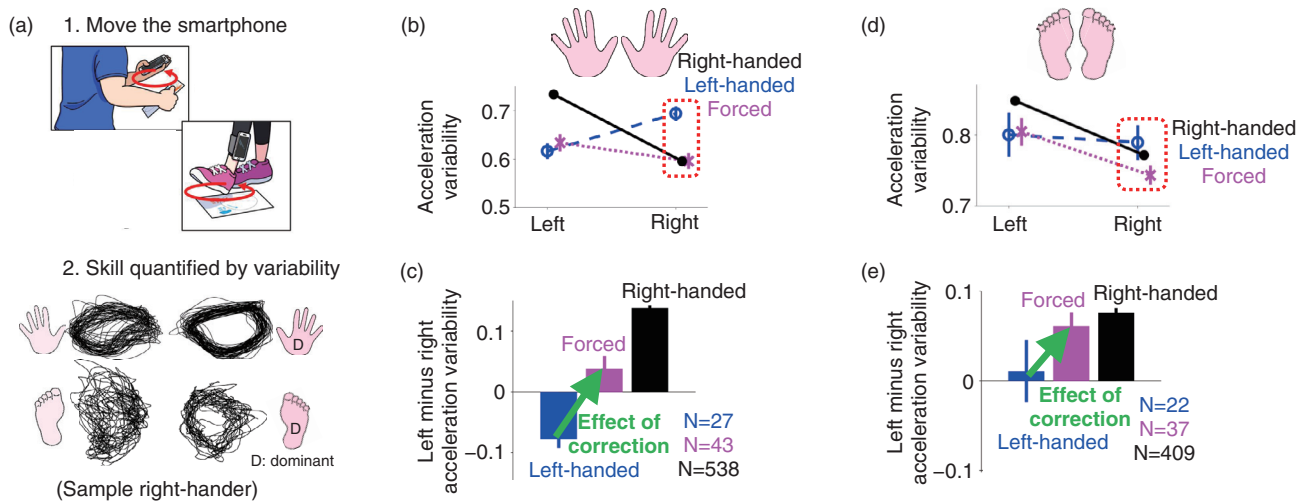 (a)
1. Move the smartphone
2. Skill quantified by variability
D
D
D: dominant
(Sample right-hander)
(b)
Right-handed
Left-handed
Forced
Acceleration
variability
0.7
0.6
0.5
Left
Right
(c)
Left minus right
acceleration variability
0.1
0
−0.1
Right-handed
Forced
Effect of
correction
Left-handed
N=27
N=43
N=538
(d)
Acceleration
variability
0.8
0.7
Right-handed
Left-handed
Forced
Left
Right
(e)
Left minus right
acceleration variability
0.1
0
−0.1
Forced
Right-handed
Effect of
correction
Left-handed
N=22
N=37
N=409